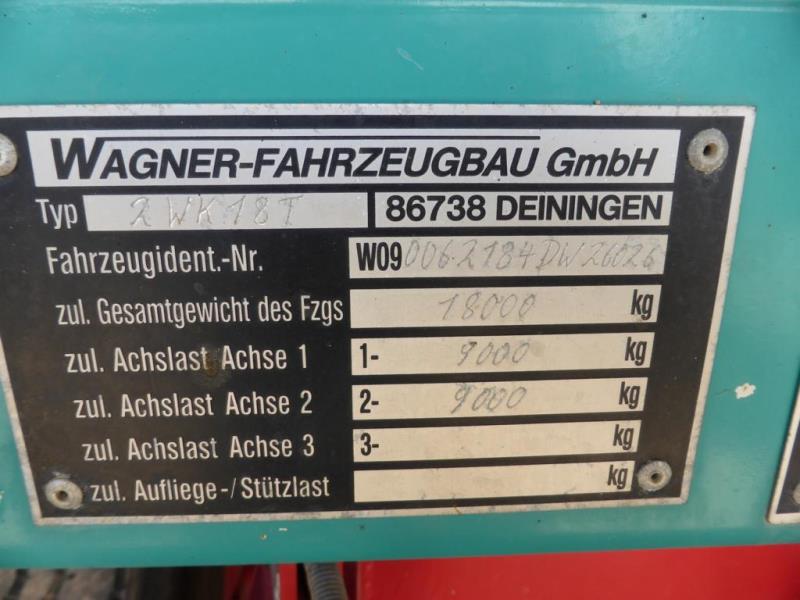 WAGNER-FAHRZEUGBAU GmbH
Typ 2WK18T 86738 DEININGEN
Fahrzeugident.-Nr. W090062184DW26026
zul. Gesamtgewicht des Fzgs 18000 kg
zul. Achslast Achse 1 1- 9000 kg
zul. Achslast Achse 2 2- 9000 kg
zul. Achslast Achse 3 3- kg
zul. Aufliege-/Stützlast kg